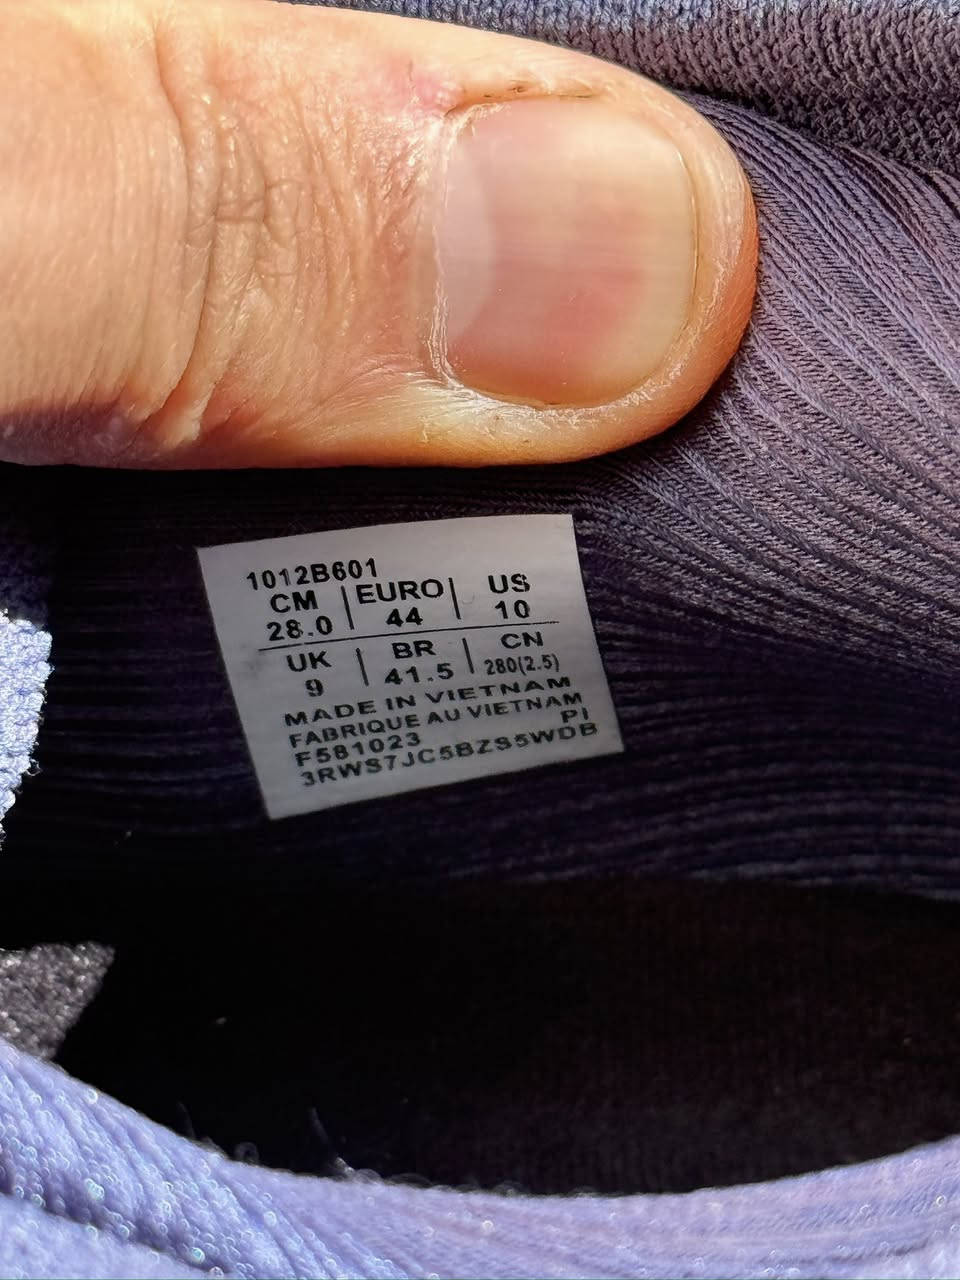 1012B601
CM | EURO | US
28.0 | 44 | 10
UK | BR | CN
9 | 41.5 | 280(2.5)
MADE IN VIETNAM
FABRIQUE AU VIETNAM
F581023 PI
3RWS7JC5BZS5WDB